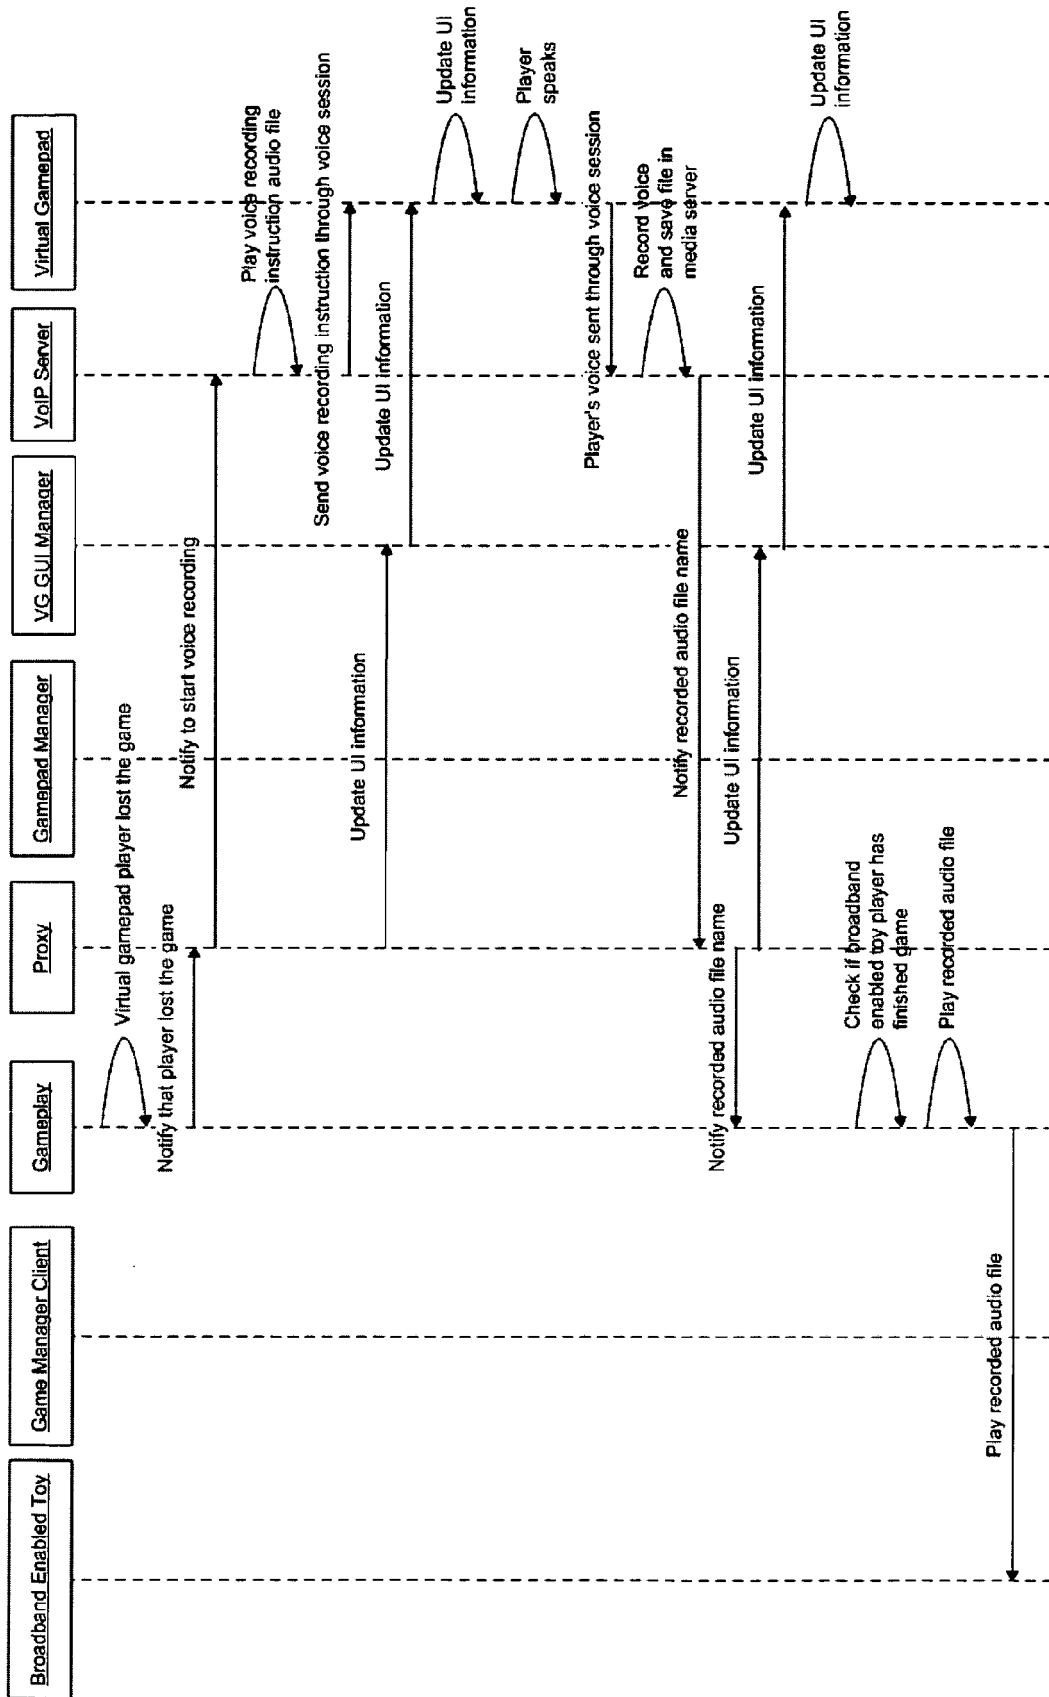 Broadband Enabled Toy
Game Manager Client
Gameplay
Proxy
Gamepad Manager
VG GUI Manager
VoIP Server
Virtual Gamepad
Virtual gamepad player lost the game
Notify that player lost the game
Notify to start voice recording
Play voice recording
instruction audio file
Send voice recording instruction through voice session
Update UI information
Update UI information
Update UI
information
Player
speaks
Player's voice sent through voice session
Record voice
and save file in
media server
Notify recorded audio file name
Notify recorded audio file name
Update UI information
Update UI information
Update UI
information
Check if broadband
enabled toy player has
finished game
Play recorded audio file
Play recorded audio file